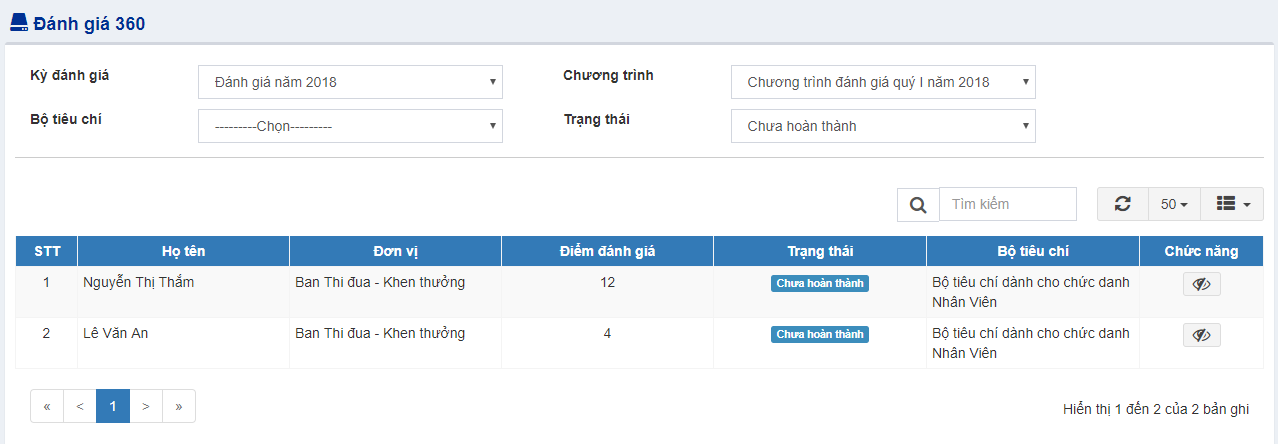 Đánh giá 360
Kỳ đánh giá Đánh giá năm 2018 Chương trình Chương trình đánh giá quý I năm 2018
Bộ tiêu chí ---------Chọn--------- Trạng thái Chưa hoàn thành
Tìm kiếm 50
STT Họ tên Đơn vị Điểm đánh giá Trạng thái Bộ tiêu chí Chức năng
1 Nguyễn Thị Thắm Ban Thi đua - Khen thưởng 12 Chưa hoàn thành Bộ tiêu chí dành cho chức danh
Nhân Viên
2 Lê Văn An Ban Thi đua - Khen thưởng 4 Chưa hoàn thành Bộ tiêu chí dành cho chức danh
Nhân Viên
« < 1 > »
Hiển thị 1 đến 2 của 2 bản ghi